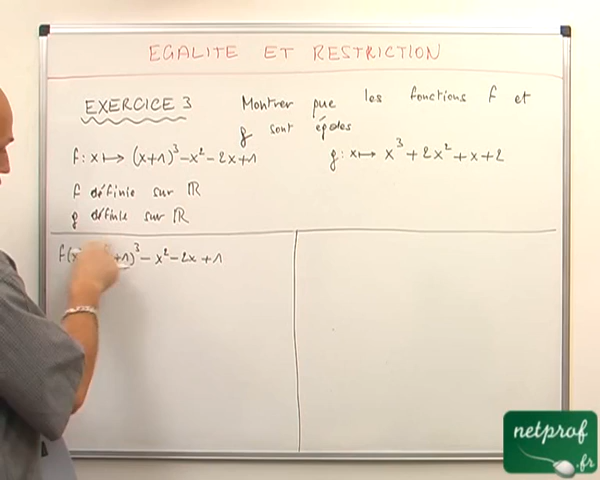 EGALITE ET RESTRICTION
EXERCICE 3 Montrer que les fonctions f et
g sont égales
f: x ↦ (x+1)³ - x² - 2x + 1 g: x ↦ x³ + 2x² + x + 2
f définie sur ℝ
g définie sur ℝ
f(x +1)³ - x² - 2x + 1
netprof
.fr